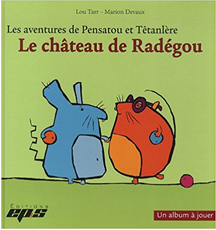 Lou Tarr – Marion Devaux
Les aventures de Pensatou et Têtanlère
Le château de Radégou
ÉDITIONS
eps
Un album à jouer